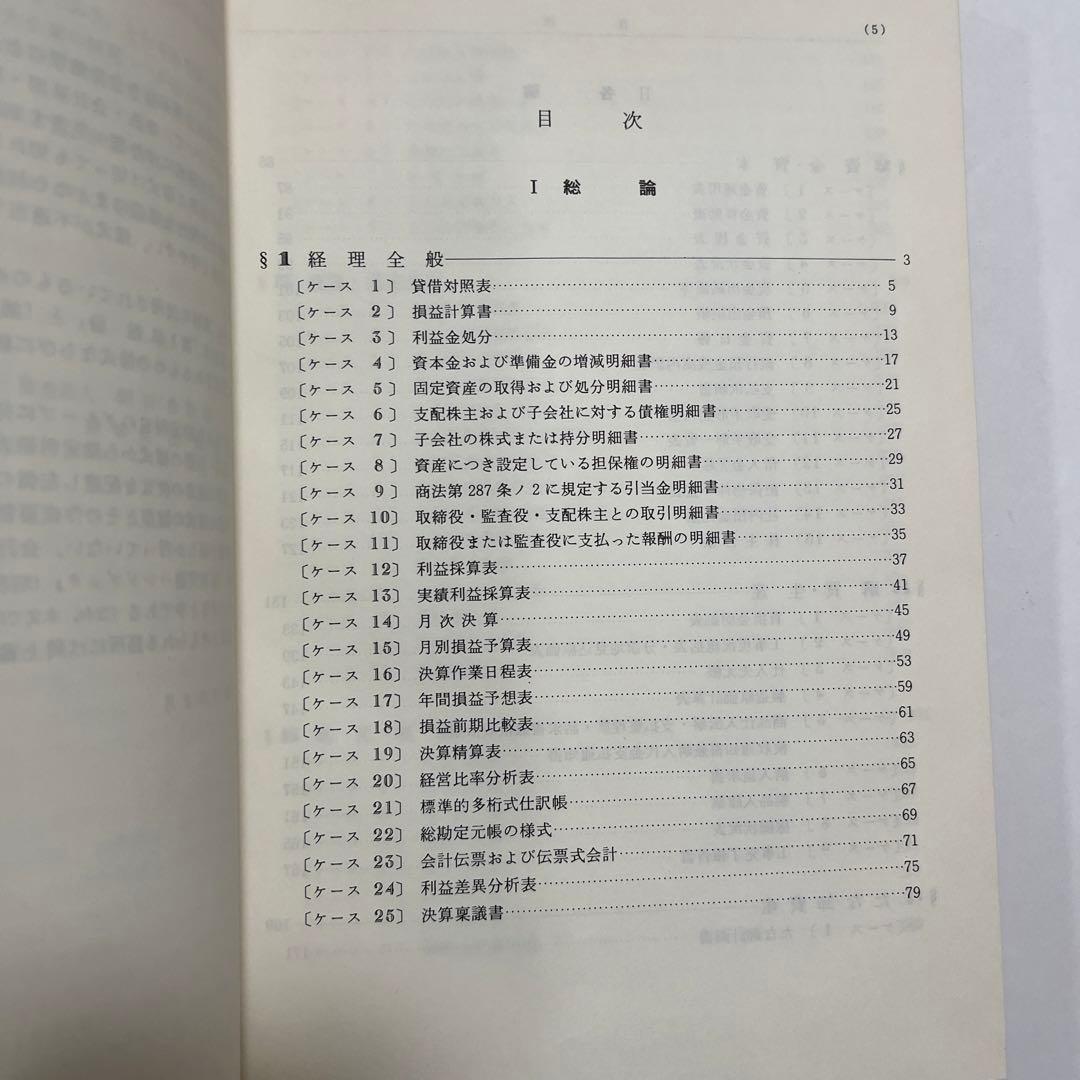 (5)
目 次
I 総 論
§1 経理全般 3
〔ケース 1〕 貸借対照表 5
〔ケース 2〕 損益計算書 9
〔ケース 3〕 利益金処分 13
〔ケース 4〕 資本金および準備金の増減明細書 17
〔ケース 5〕 固定資産の取得および処分明細書 21
〔ケース 6〕 支配株主および子会社に対する債権明細書 25
〔ケース 7〕 子会社の株式または持分明細書 27
〔ケース 8〕 資産につき設定している担保権の明細書 29
〔ケース 9〕 商法第287条ノ2に規定する引当金明細書 31
〔ケース 10〕 取締役・監査役・支配株主との取引明細書 33
〔ケース 11〕 取締役または監査役に支払った報酬の明細書 35
〔ケース 12〕 利益採算表 37
〔ケース 13〕 実績利益採算表 41
〔ケース 14〕 月次決算 45
〔ケース 15〕 月別損益予算表 49
〔ケース 16〕 決算作業日程表 53
〔ケース 17〕 年間損益予想表 59
〔ケース 18〕 損益前期比較表 61
〔ケース 19〕 決算精算表 63
〔ケース 20〕 経営比率分析表 65
〔ケース 21〕 標準的多桁式仕訳帳 67
〔ケース 22〕 総勘定元帳の様式 69
〔ケース 23〕 会計伝票および伝票式会計 71
〔ケース 24〕 利益差異分析表 75
〔ケース 25〕 決算稟議書 79